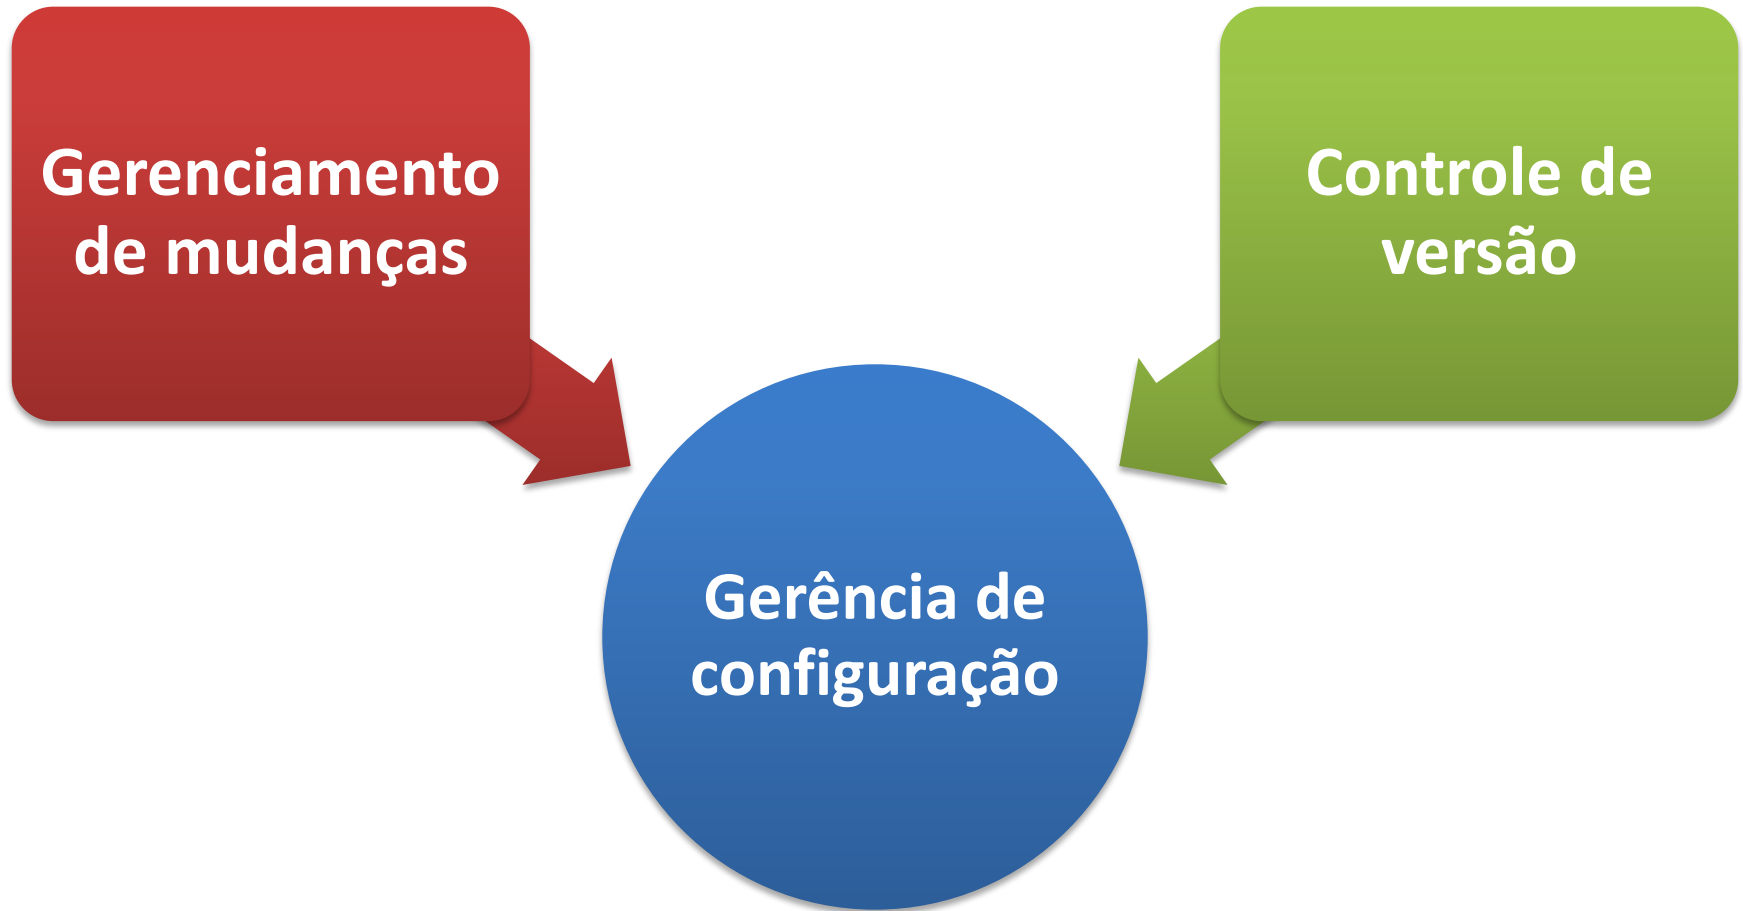 Gerenciamento
de mudanças
Controle de
versão
Gerência de
configuração